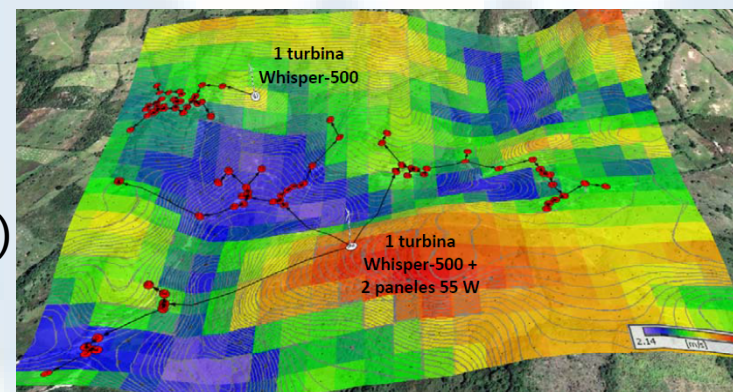 1 turbina
Whisper-500
)
1 turbina
Whisper-500 +
2 paneles 55 W
2.14
[m/s]